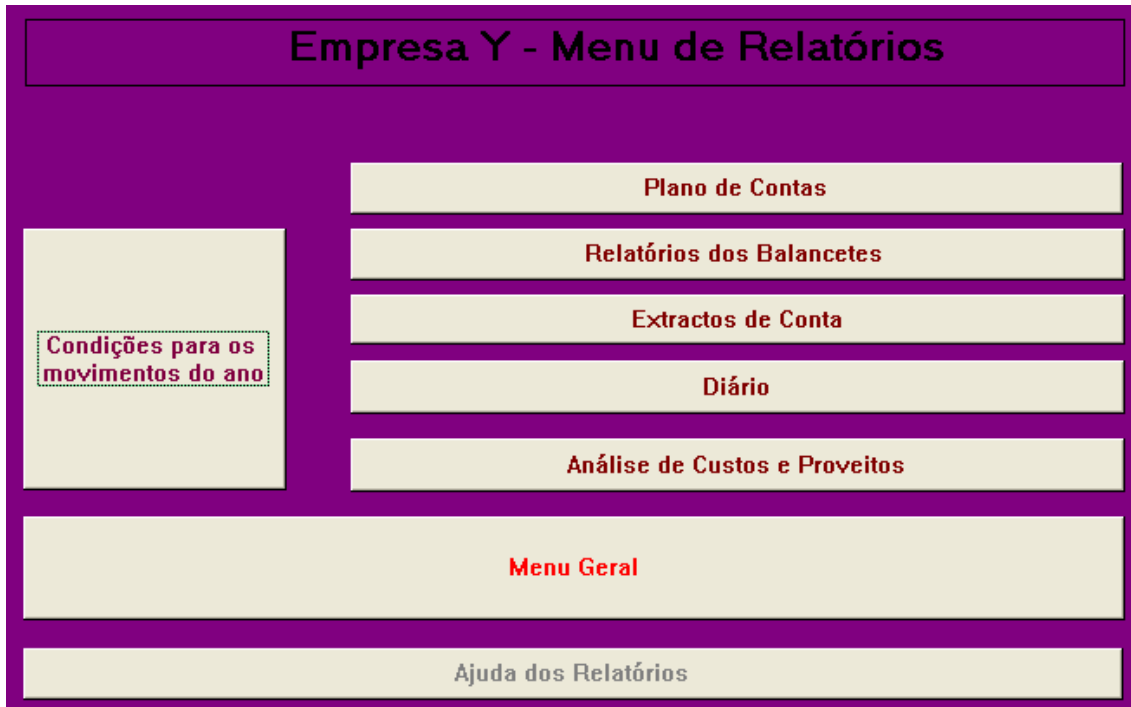 Empresa Y - Menu de Relatórios
Plano de Contas
Relatórios dos Balancetes
Extractos de Conta
Condições para os
movimentos do ano
Diário
Análise de Custos e Proveitos
Menu Geral
Ajuda dos Relatórios